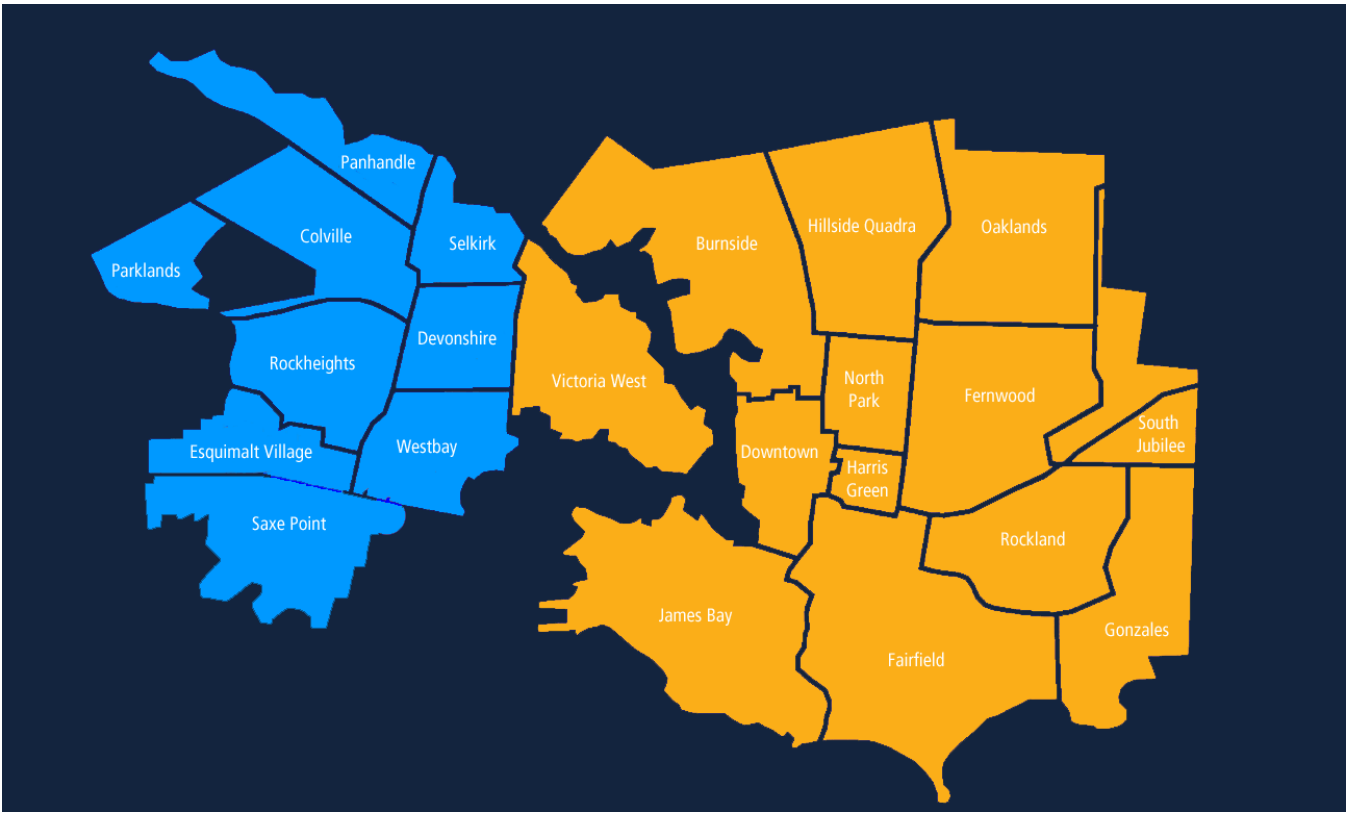 Panhandle
Colville
Selkirk
Parklands
Devonshire
Rockheights
Westbay
Esquimalt Village
Saxe Point
Burnside
Hillside Quadra
Oaklands
Victoria West
North
Park
Fernwood
South
Jubilee
Downtown
Harris
Green
Rockland
James Bay
Gonzales
Fairfield